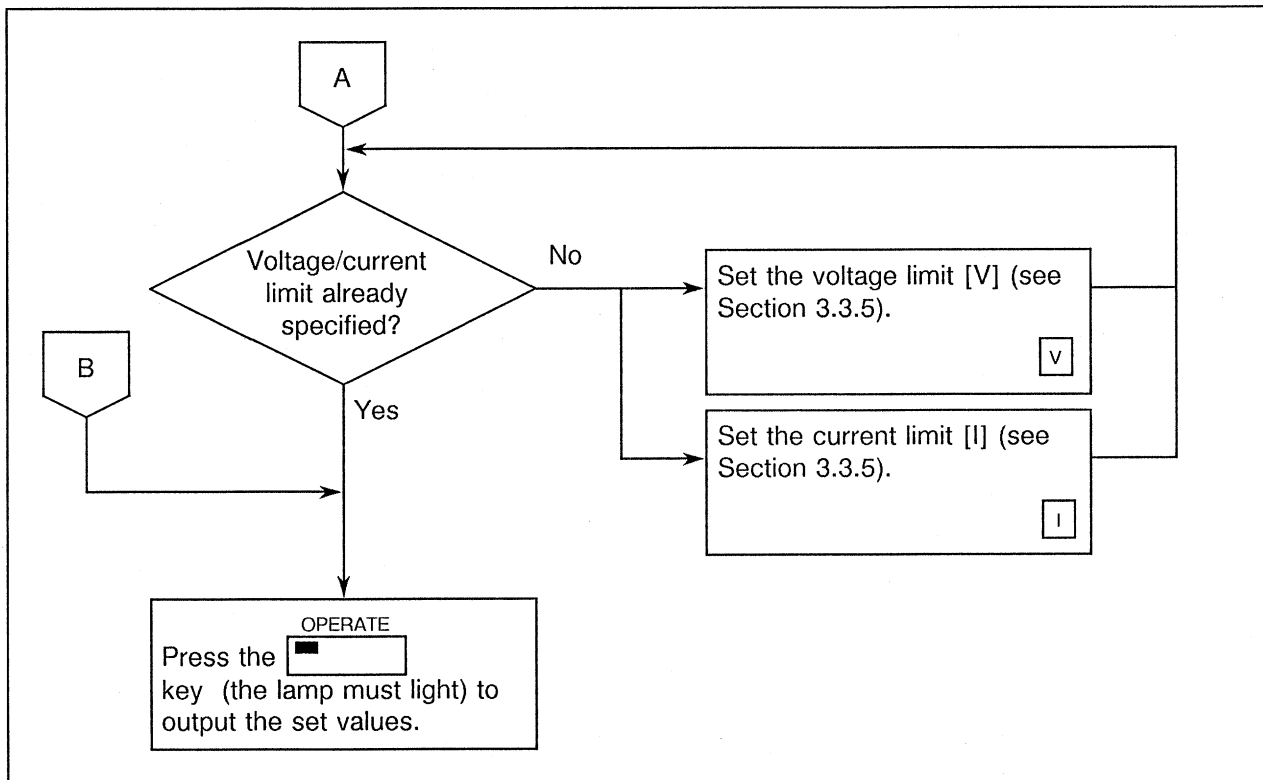 A
Voltage/current
limit already
specified?
No
Set the voltage limit [V] (see
Section 3.3.5).
V
B
Yes
Set the current limit [I] (see
Section 3.3.5).
I
OPERATE
Press the
key (the lamp must light) to
output the set values.